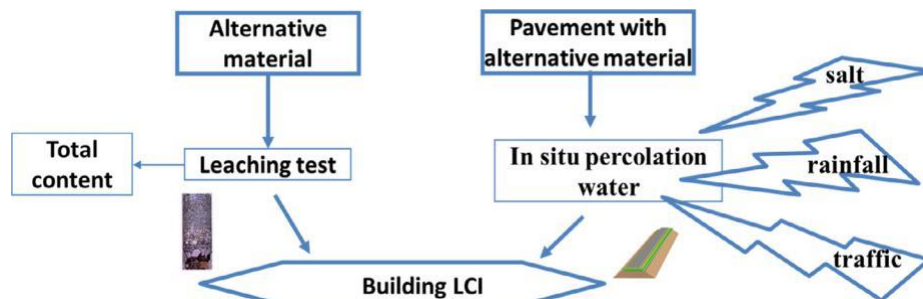 Alternative
material
Pavement with
alternative material
salt
Total
content
Leaching test
In situ percolation
water
rainfall
traffic
Building LCI